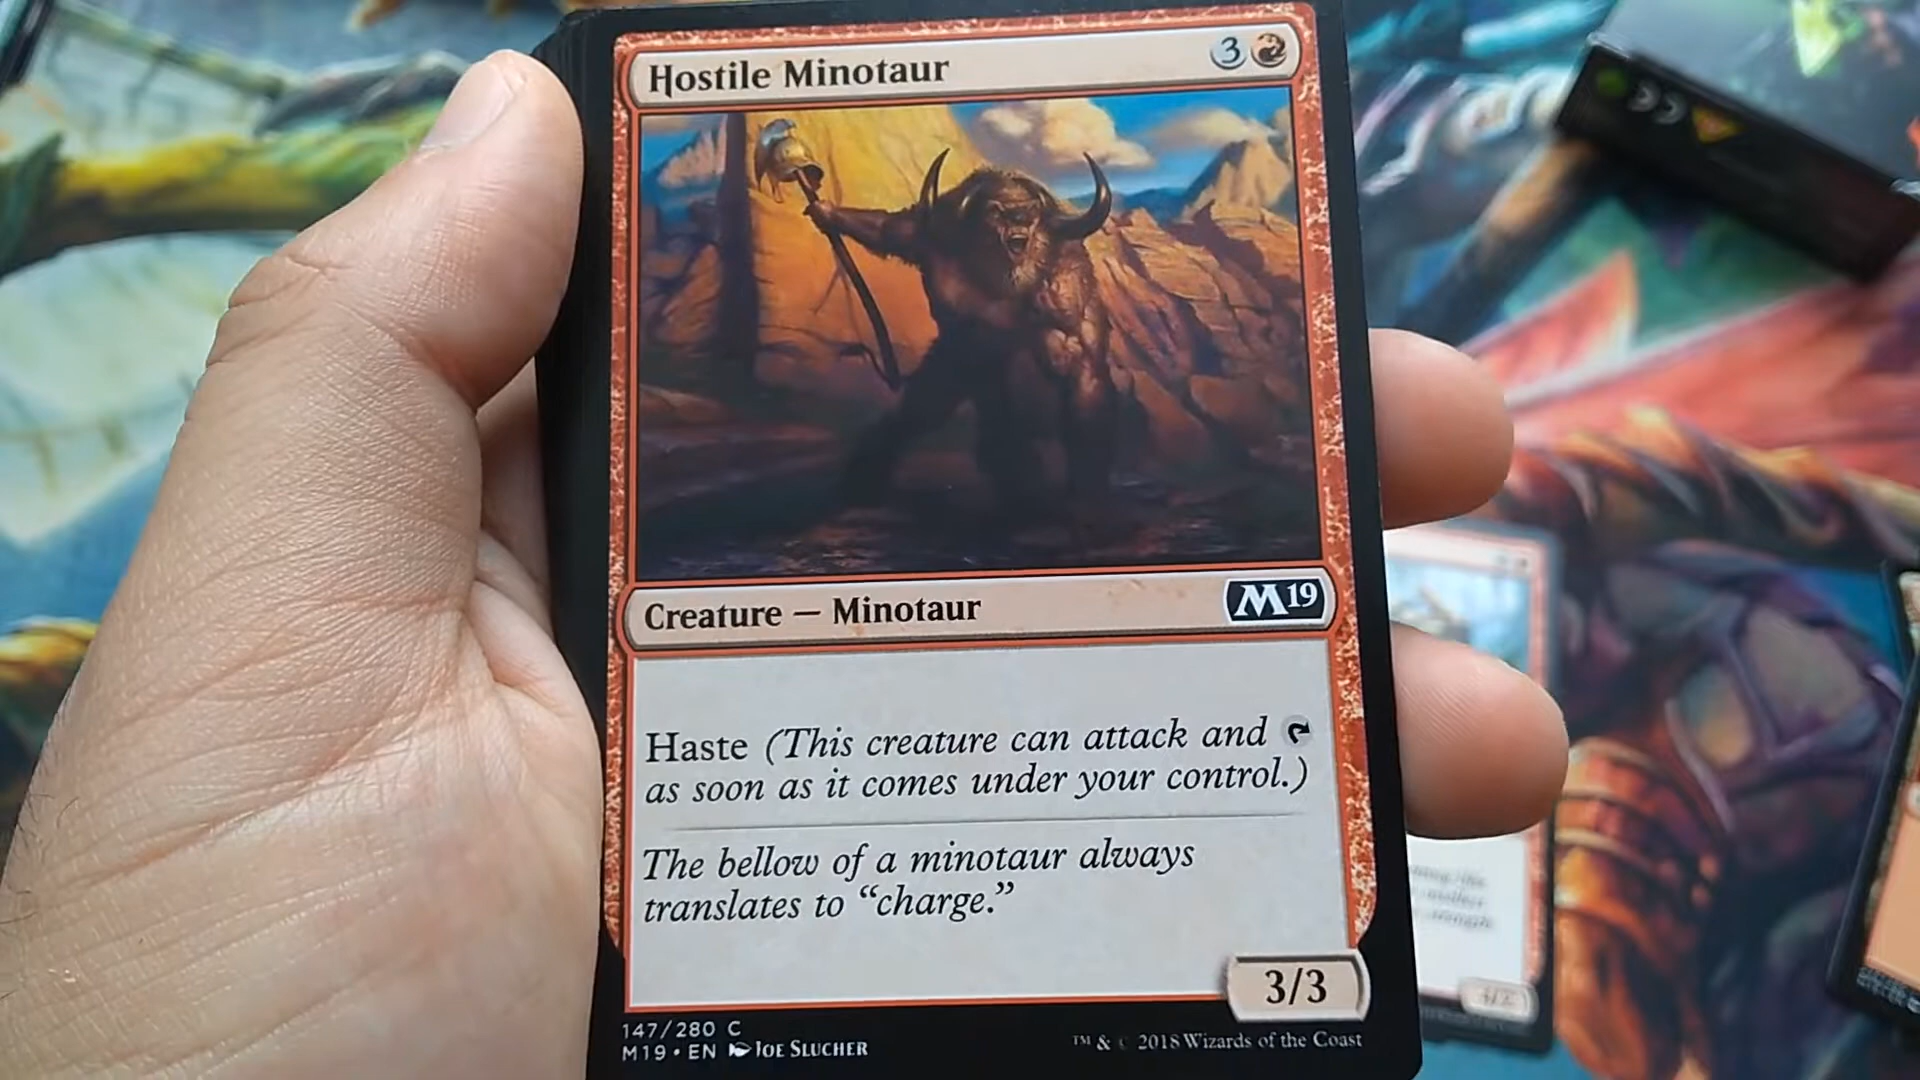 Hostile Minotaur 3
Creature — Minotaur M19
Haste (This creature can attack and
as soon as it comes under your control.)
The bellow of a minotaur always
translates to “charge.”
3/3
147/280 C
M19 • EN Joe Slucher
™ & © 2018 Wizards of the Coast